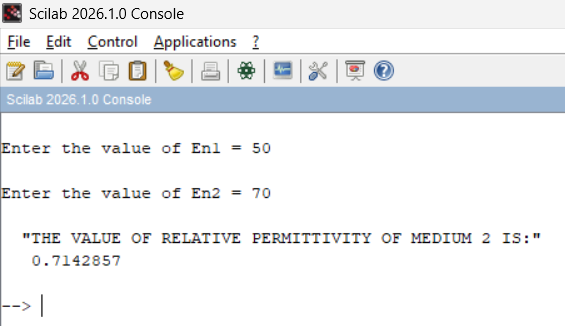 Scilab 2026.1.0 Console
File Edit Control Applications ?
Scilab 2026.1.0 Console
Enter the value of En1 = 50
Enter the value of En2 = 70
"THE VALUE OF RELATIVE PERMITTIVITY OF MEDIUM 2 IS:"
0.7142857
-->